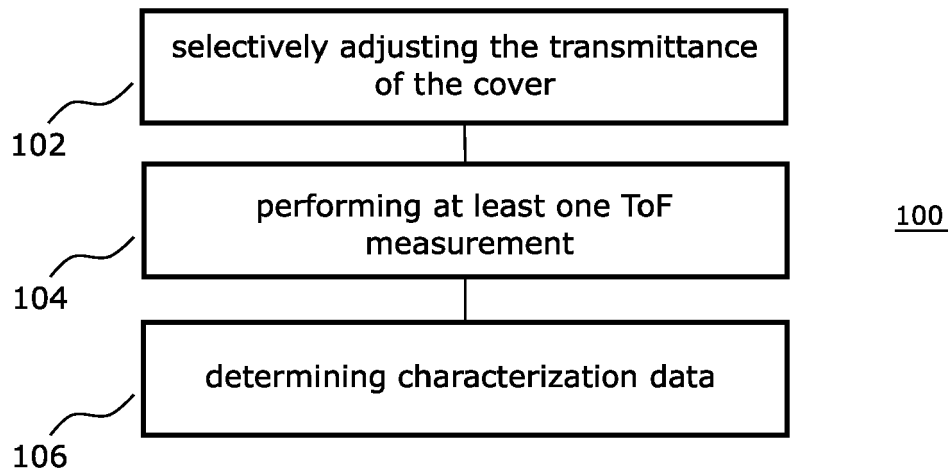 selectively adjusting the transmittance
of the cover
102
performing at least one ToF
measurement
100
104
determining characterization data
106